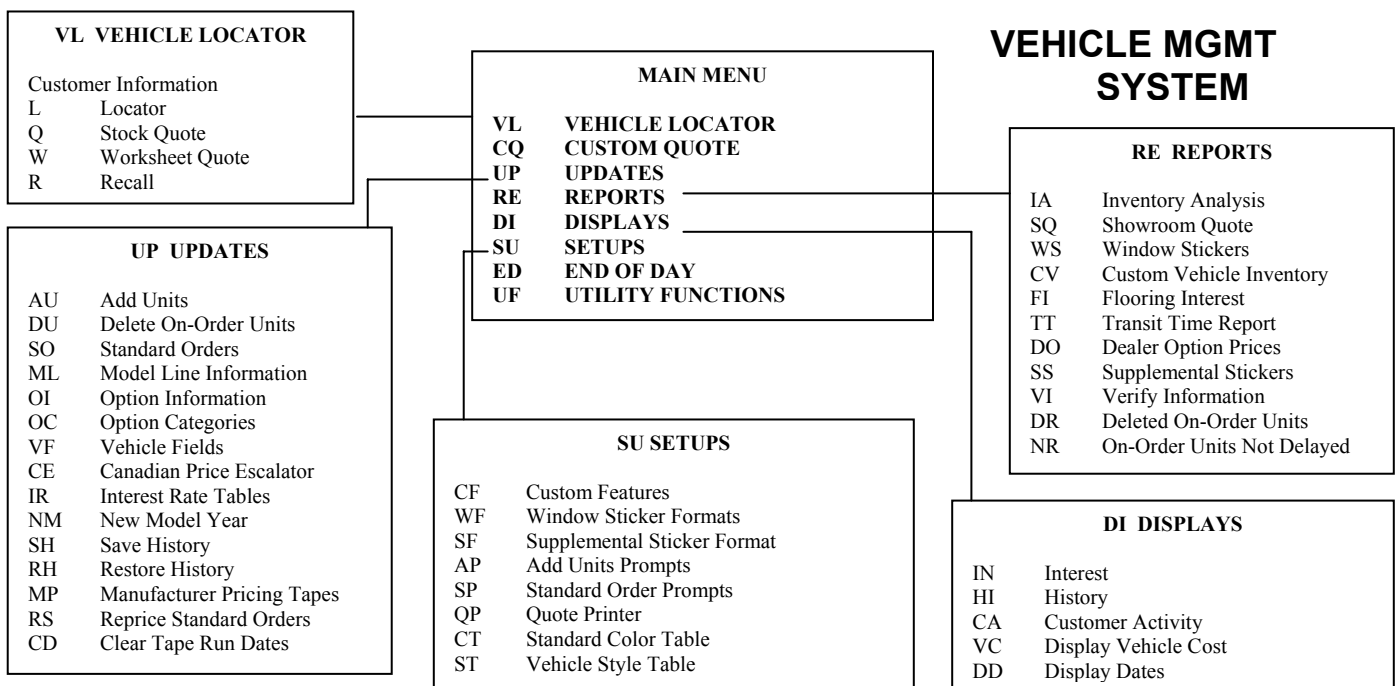 VEHICLE MGMT
SYSTEM
VL VEHICLE LOCATOR
Customer Information
L Locator
Q Stock Quote
W Worksheet Quote
R Recall
MAIN MENU
VL VEHICLE LOCATOR
CQ CUSTOM QUOTE
UP UPDATES
RE REPORTS
DI DISPLAYS
SU SETUPS
ED END OF DAY
UF UTILITY FUNCTIONS
RE REPORTS
IA Inventory Analysis
SQ Showroom Quote
WS Window Stickers
CV Custom Vehicle Inventory
FI Flooring Interest
TT Transit Time Report
DO Dealer Option Prices
SS Supplemental Stickers
VI Verify Information
DR Deleted On-Order Units
NR On-Order Units Not Delayed
UP UPDATES
AU Add Units
DU Delete On-Order Units
SO Standard Orders
ML Model Line Information
OI Option Information
OC Option Categories
VF Vehicle Fields
CE Canadian Price Escalator
IR Interest Rate Tables
NM New Model Year
SH Save History
RH Restore History
MP Manufacturer Pricing Tapes
RS Reprice Standard Orders
CD Clear Tape Run Dates
SU SETUPS
CF Custom Features
WF Window Sticker Formats
SF Supplemental Sticker Format
AP Add Units Prompts
SP Standard Order Prompts
QP Quote Printer
CT Standard Color Table
ST Vehicle Style Table
DI DISPLAYS
IN Interest
HI History
CA Customer Activity
VC Display Vehicle Cost
DD Display Dates